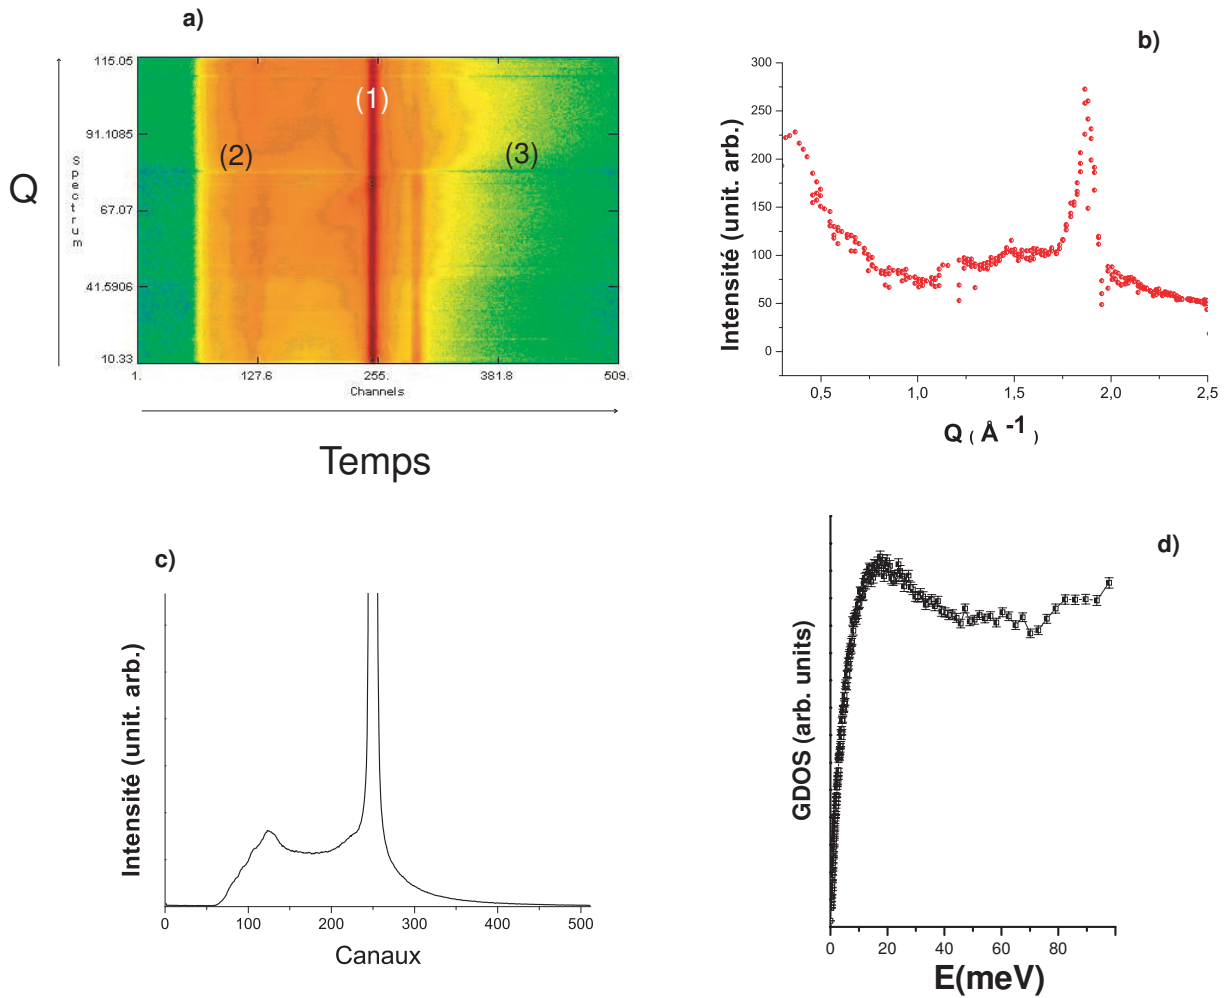 a)
115.05
91.1085
67.07
41.5906
10.33
Q
Spectrum
(1)
(2)
(3)
1. 127.6 255. 381.8 509.
Channels
Temps
b)
300
250
200
150
100
50
0
Intensité (unit. arb.)
0,5 1,0 1,5 2,0 2,5
Q ( Å -1 )
c)
Intensité (unit. arb.)
0 100 200 300 400 500
Canaux
d)
GDOS (arb. units)
0 20 40 60 80
E(meV)